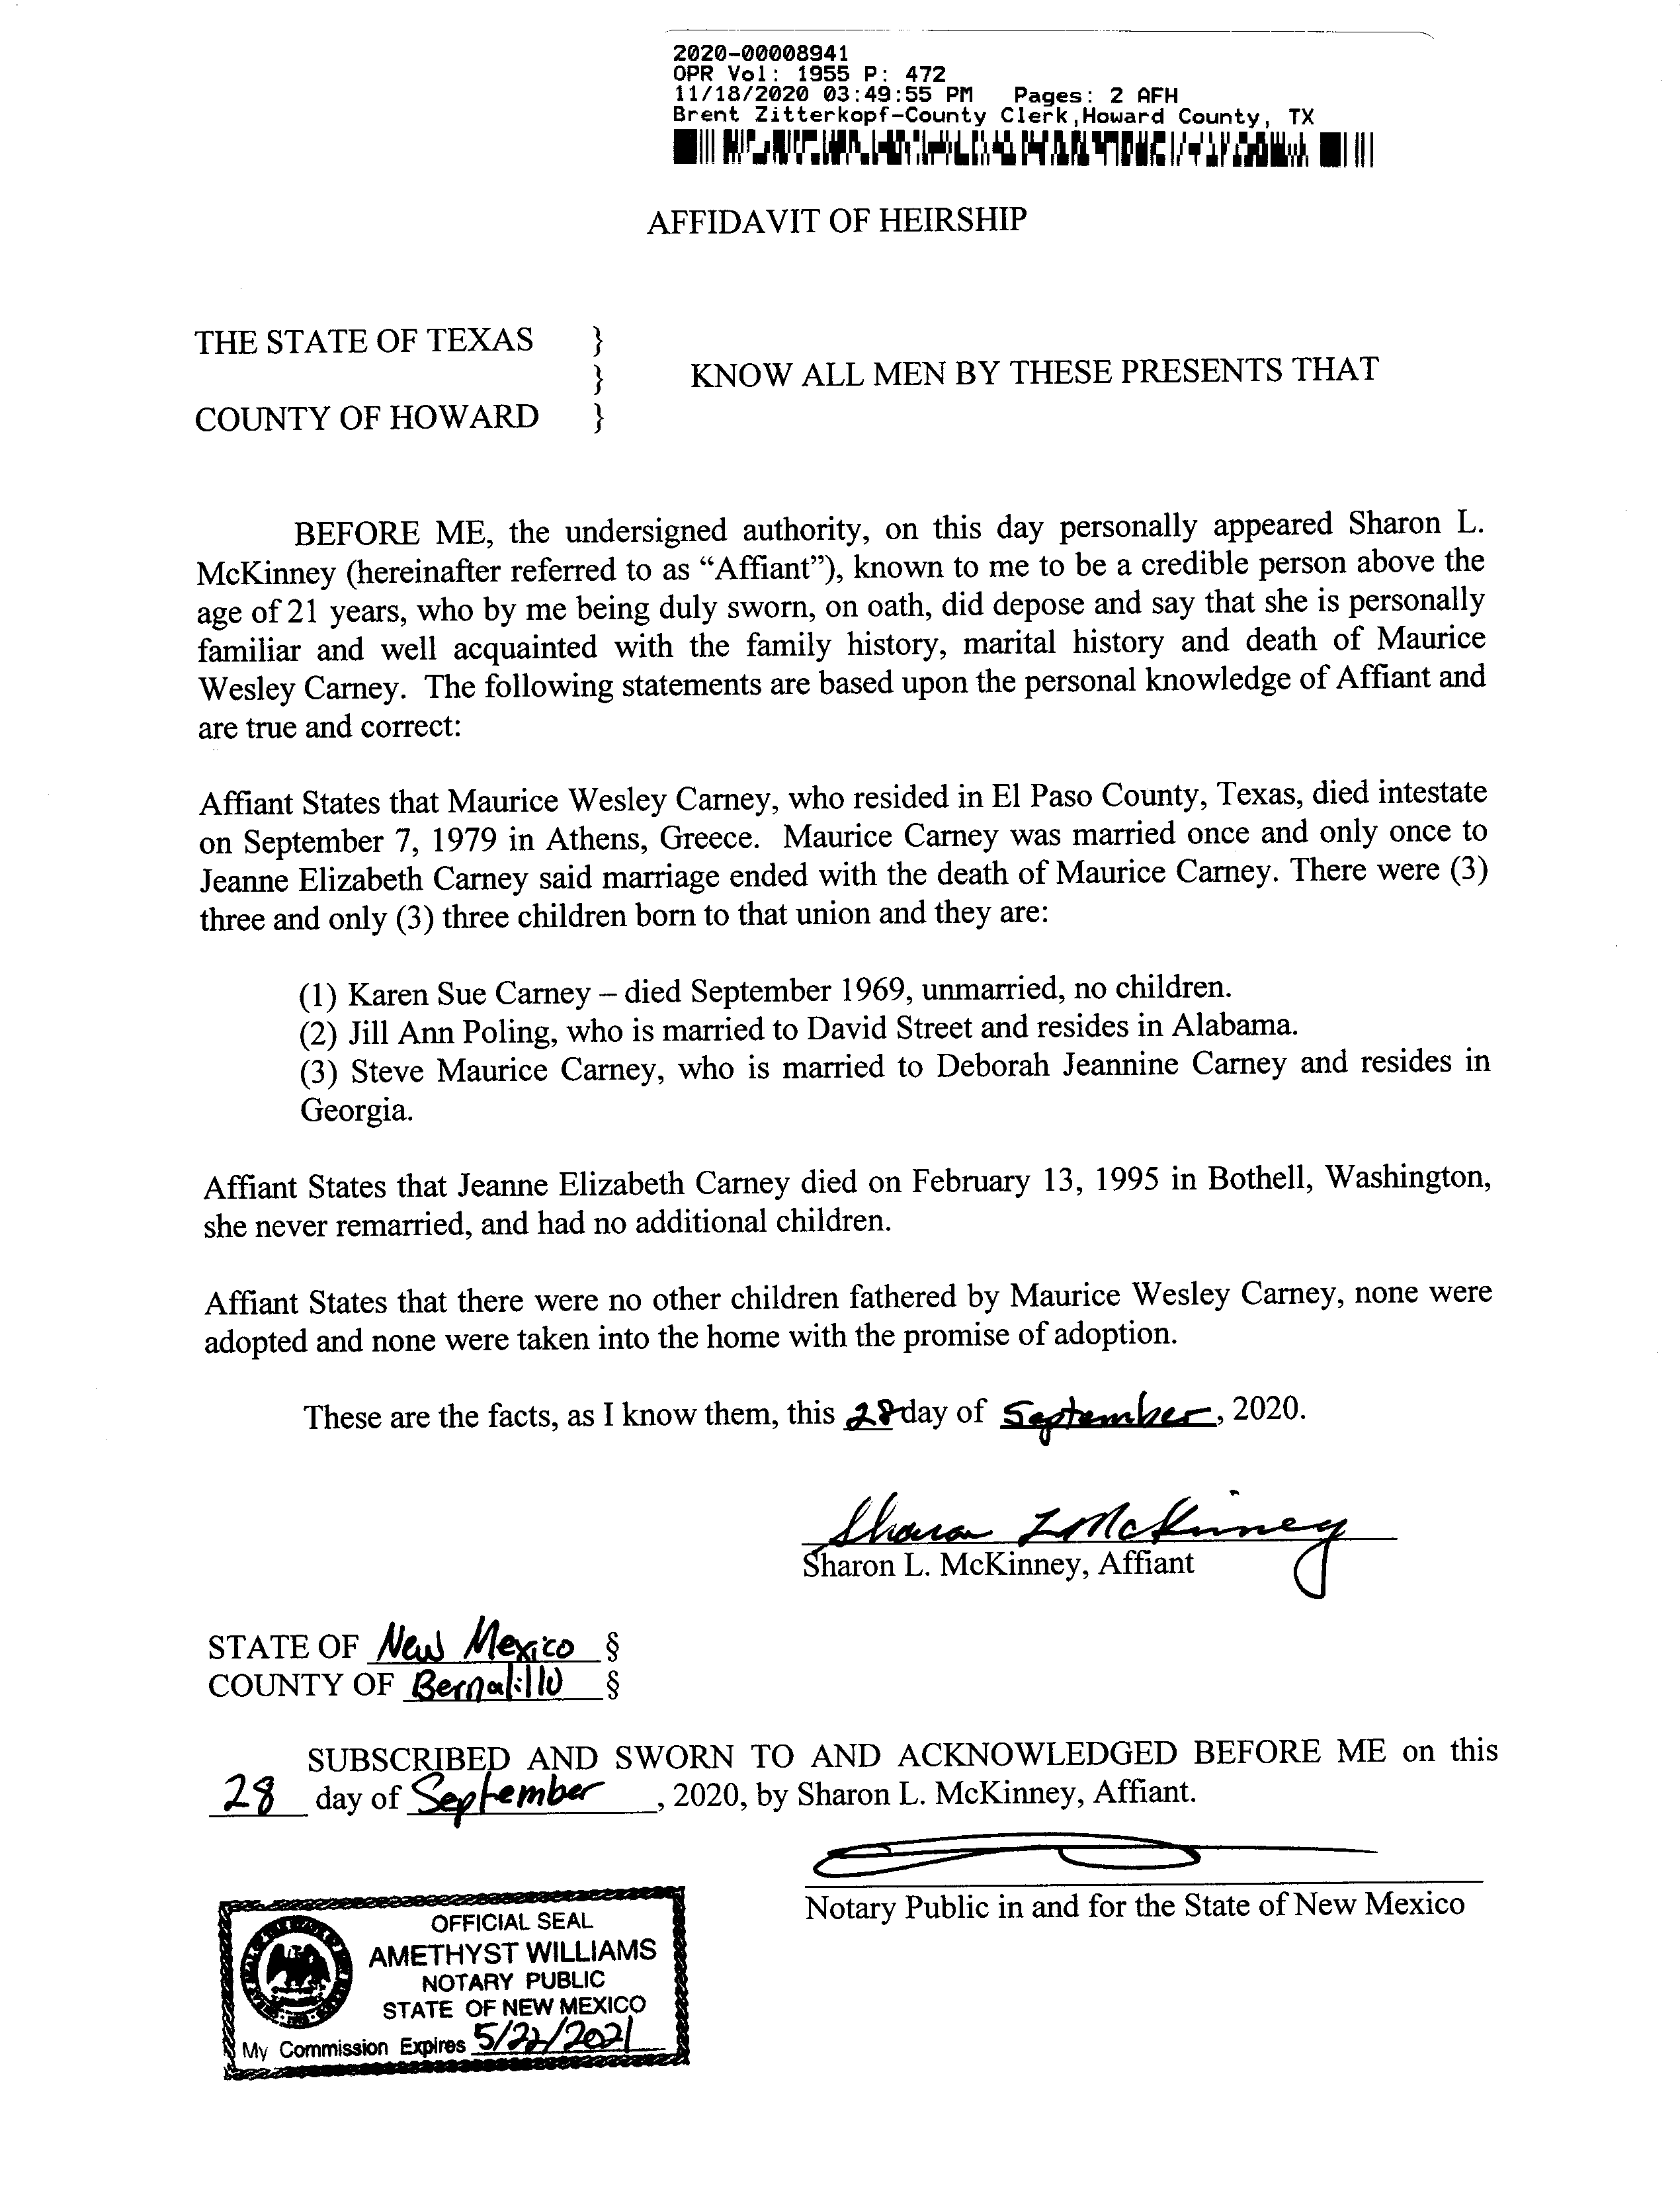 2020-00008941
OPR Vol: 1955 P: 472
11/18/2020 03:49:55 PM Pages: 2 AFH
Brent Zitterkopf-County Clerk,Howard County, TX
AFFIDAVIT OF HEIRSHIP
THE STATE OF TEXAS }
} KNOW ALL MEN BY THESE PRESENTS THAT
COUNTY OF HOWARD }
BEFORE ME, the undersigned authority, on this day personally appeared Sharon L.
McKinney (hereinafter referred to as “Affiant”), known to me to be a credible person above the
age of 21 years, who by me being duly sworn, on oath, did depose and say that she is personally
familiar and well acquainted with the family history, marital history and death of Maurice
Wesley Carney. The following statements are based upon the personal knowledge of Affiant and
are true and correct:
Affiant States that Maurice Wesley Carney, who resided in El Paso County, Texas, died intestate
on September 7, 1979 in Athens, Greece. Maurice Carney was married once and only once to
Jeanne Elizabeth Carney said marriage ended with the death of Maurice Carney. There were (3)
three and only (3) three children born to that union and they are:
(1) Karen Sue Carney – died September 1969, unmarried, no children.
(2) Jill Ann Poling, who is married to David Street and resides in Alabama.
(3) Steve Maurice Carney, who is married to Deborah Jeannine Carney and resides in
Georgia.
Affiant States that Jeanne Elizabeth Carney died on February 13, 1995 in Bothell, Washington,
she never remarried, and had no additional children.
Affiant States that there were no other children fathered by Maurice Wesley Carney, none were
adopted and none were taken into the home with the promise of adoption.
These are the facts, as I know them, this 28 day of September, 2020.
Sharon L McKinney
Sharon L. McKinney, Affiant
STATE OF New Mexico §
COUNTY OF Bernalillo §
SUBSCRIBED AND SWORN TO AND ACKNOWLEDGED BEFORE ME on this
28 day of September, 2020, by Sharon L. McKinney, Affiant.
Notary Public in and for the State of New Mexico
OFFICIAL SEAL
AMETHYST WILLIAMS
NOTARY PUBLIC
STATE OF NEW MEXICO
My Commission Expires 5/22/2021